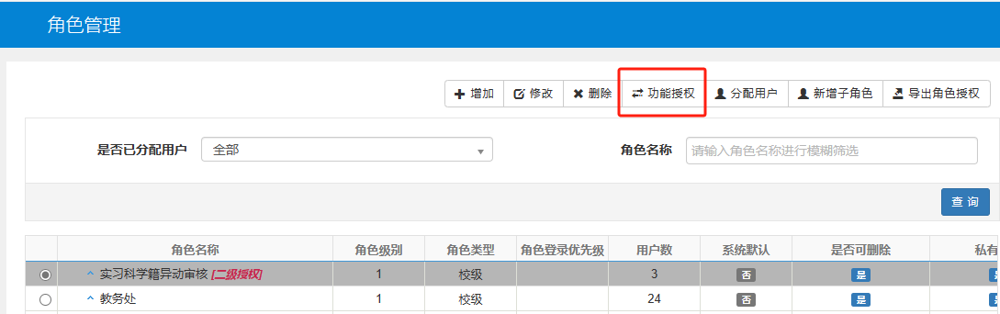 角色管理
增加 修改 删除 功能授权 分配用户 新增子角色 导出角色授权
是否已分配用户 全部 角色名称 请输入角色名称进行模糊筛选
查 询
角色名称 角色级别 角色类型 角色登录优先级 用户数 系统默认 是否可删除 私有
实习科学籍异动审核 [二级授权] 1 校级 3 否 是
教务处 1 校级 24 否 是